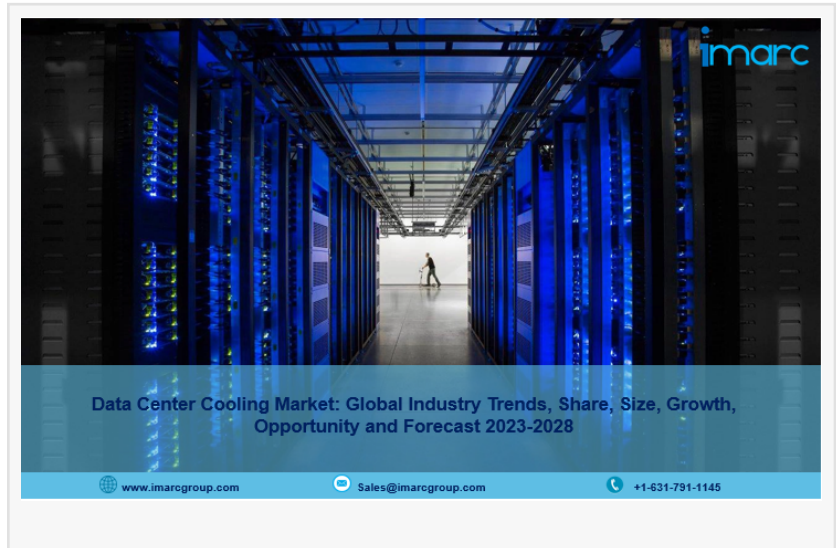 imarc
Data Center Cooling Market: Global Industry Trends, Share, Size, Growth,
Opportunity and Forecast 2023-2028
www.imarcgroup.com
Sales@imarcgroup.com
+1-631-791-1145